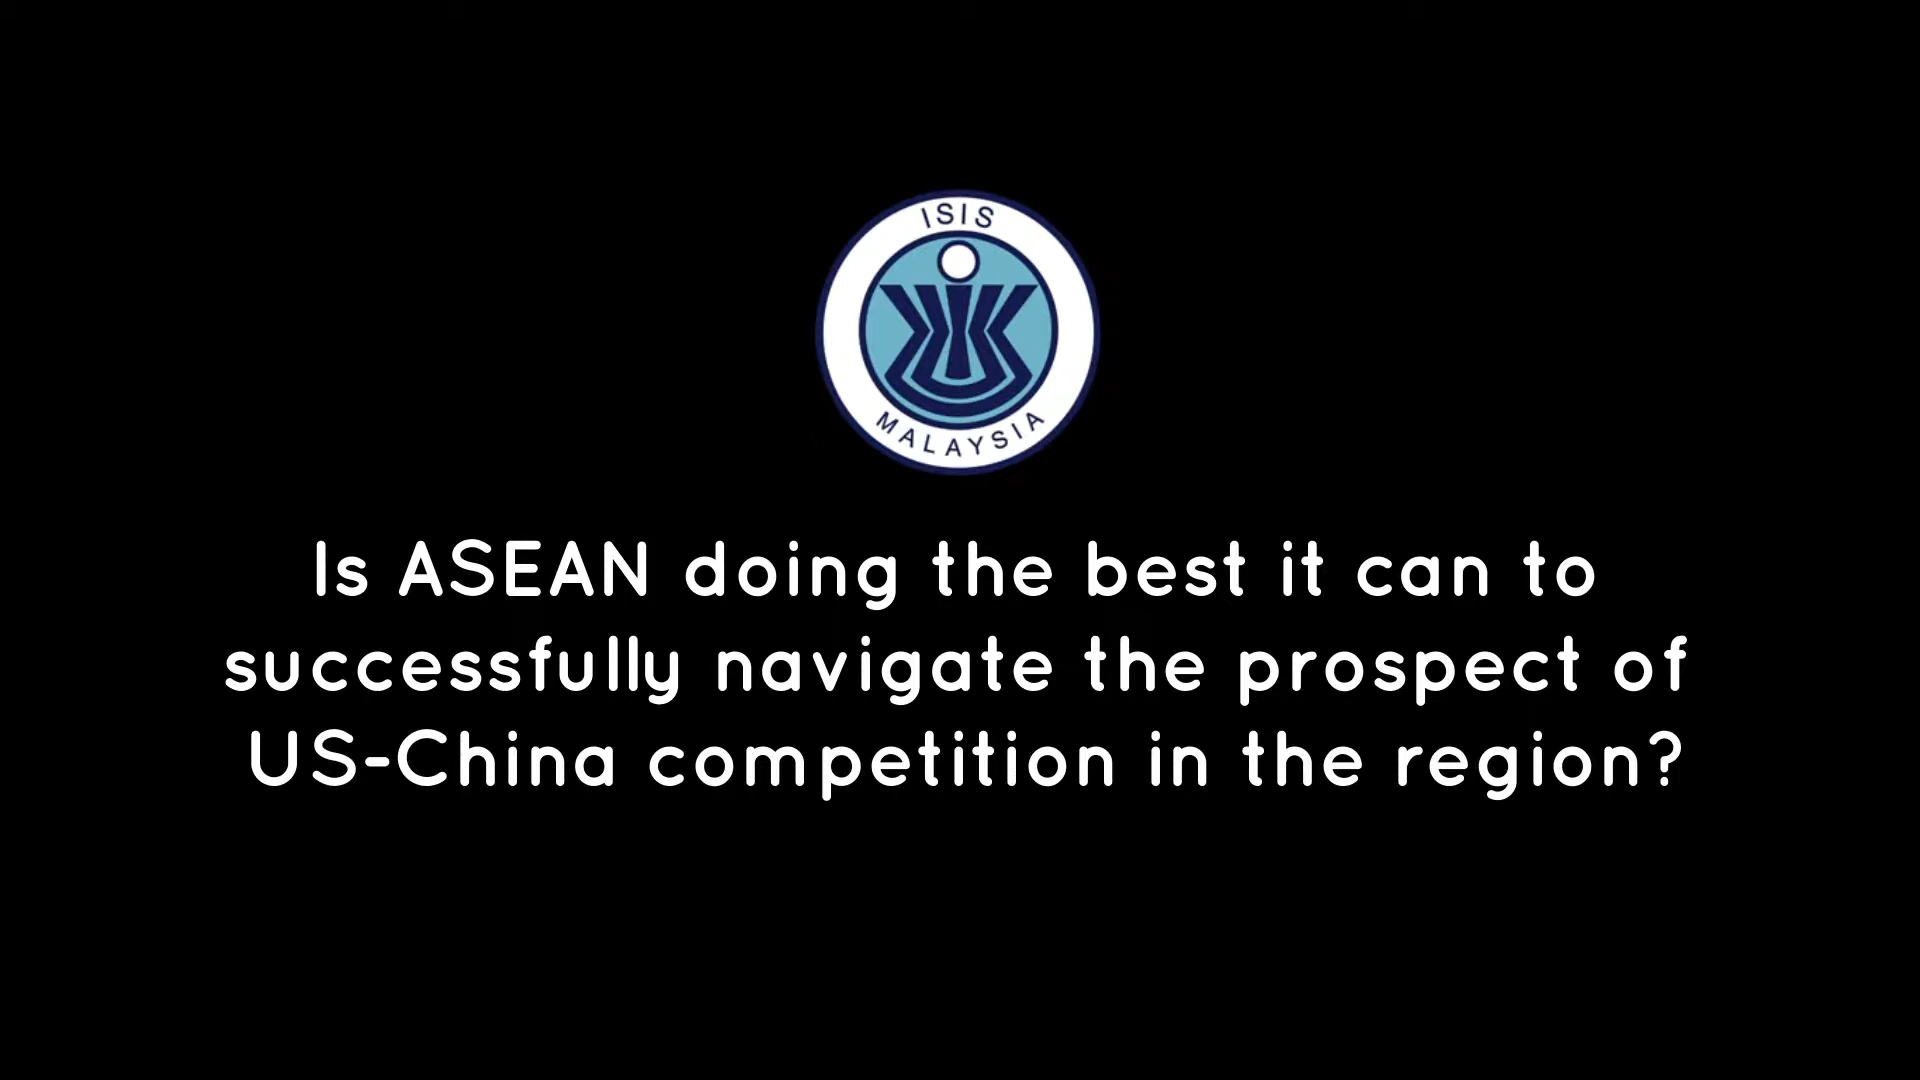 ISIS
MALAYSIA
Is ASEAN doing the best it can to
successfully navigate the prospect of
US-China competition in the region?